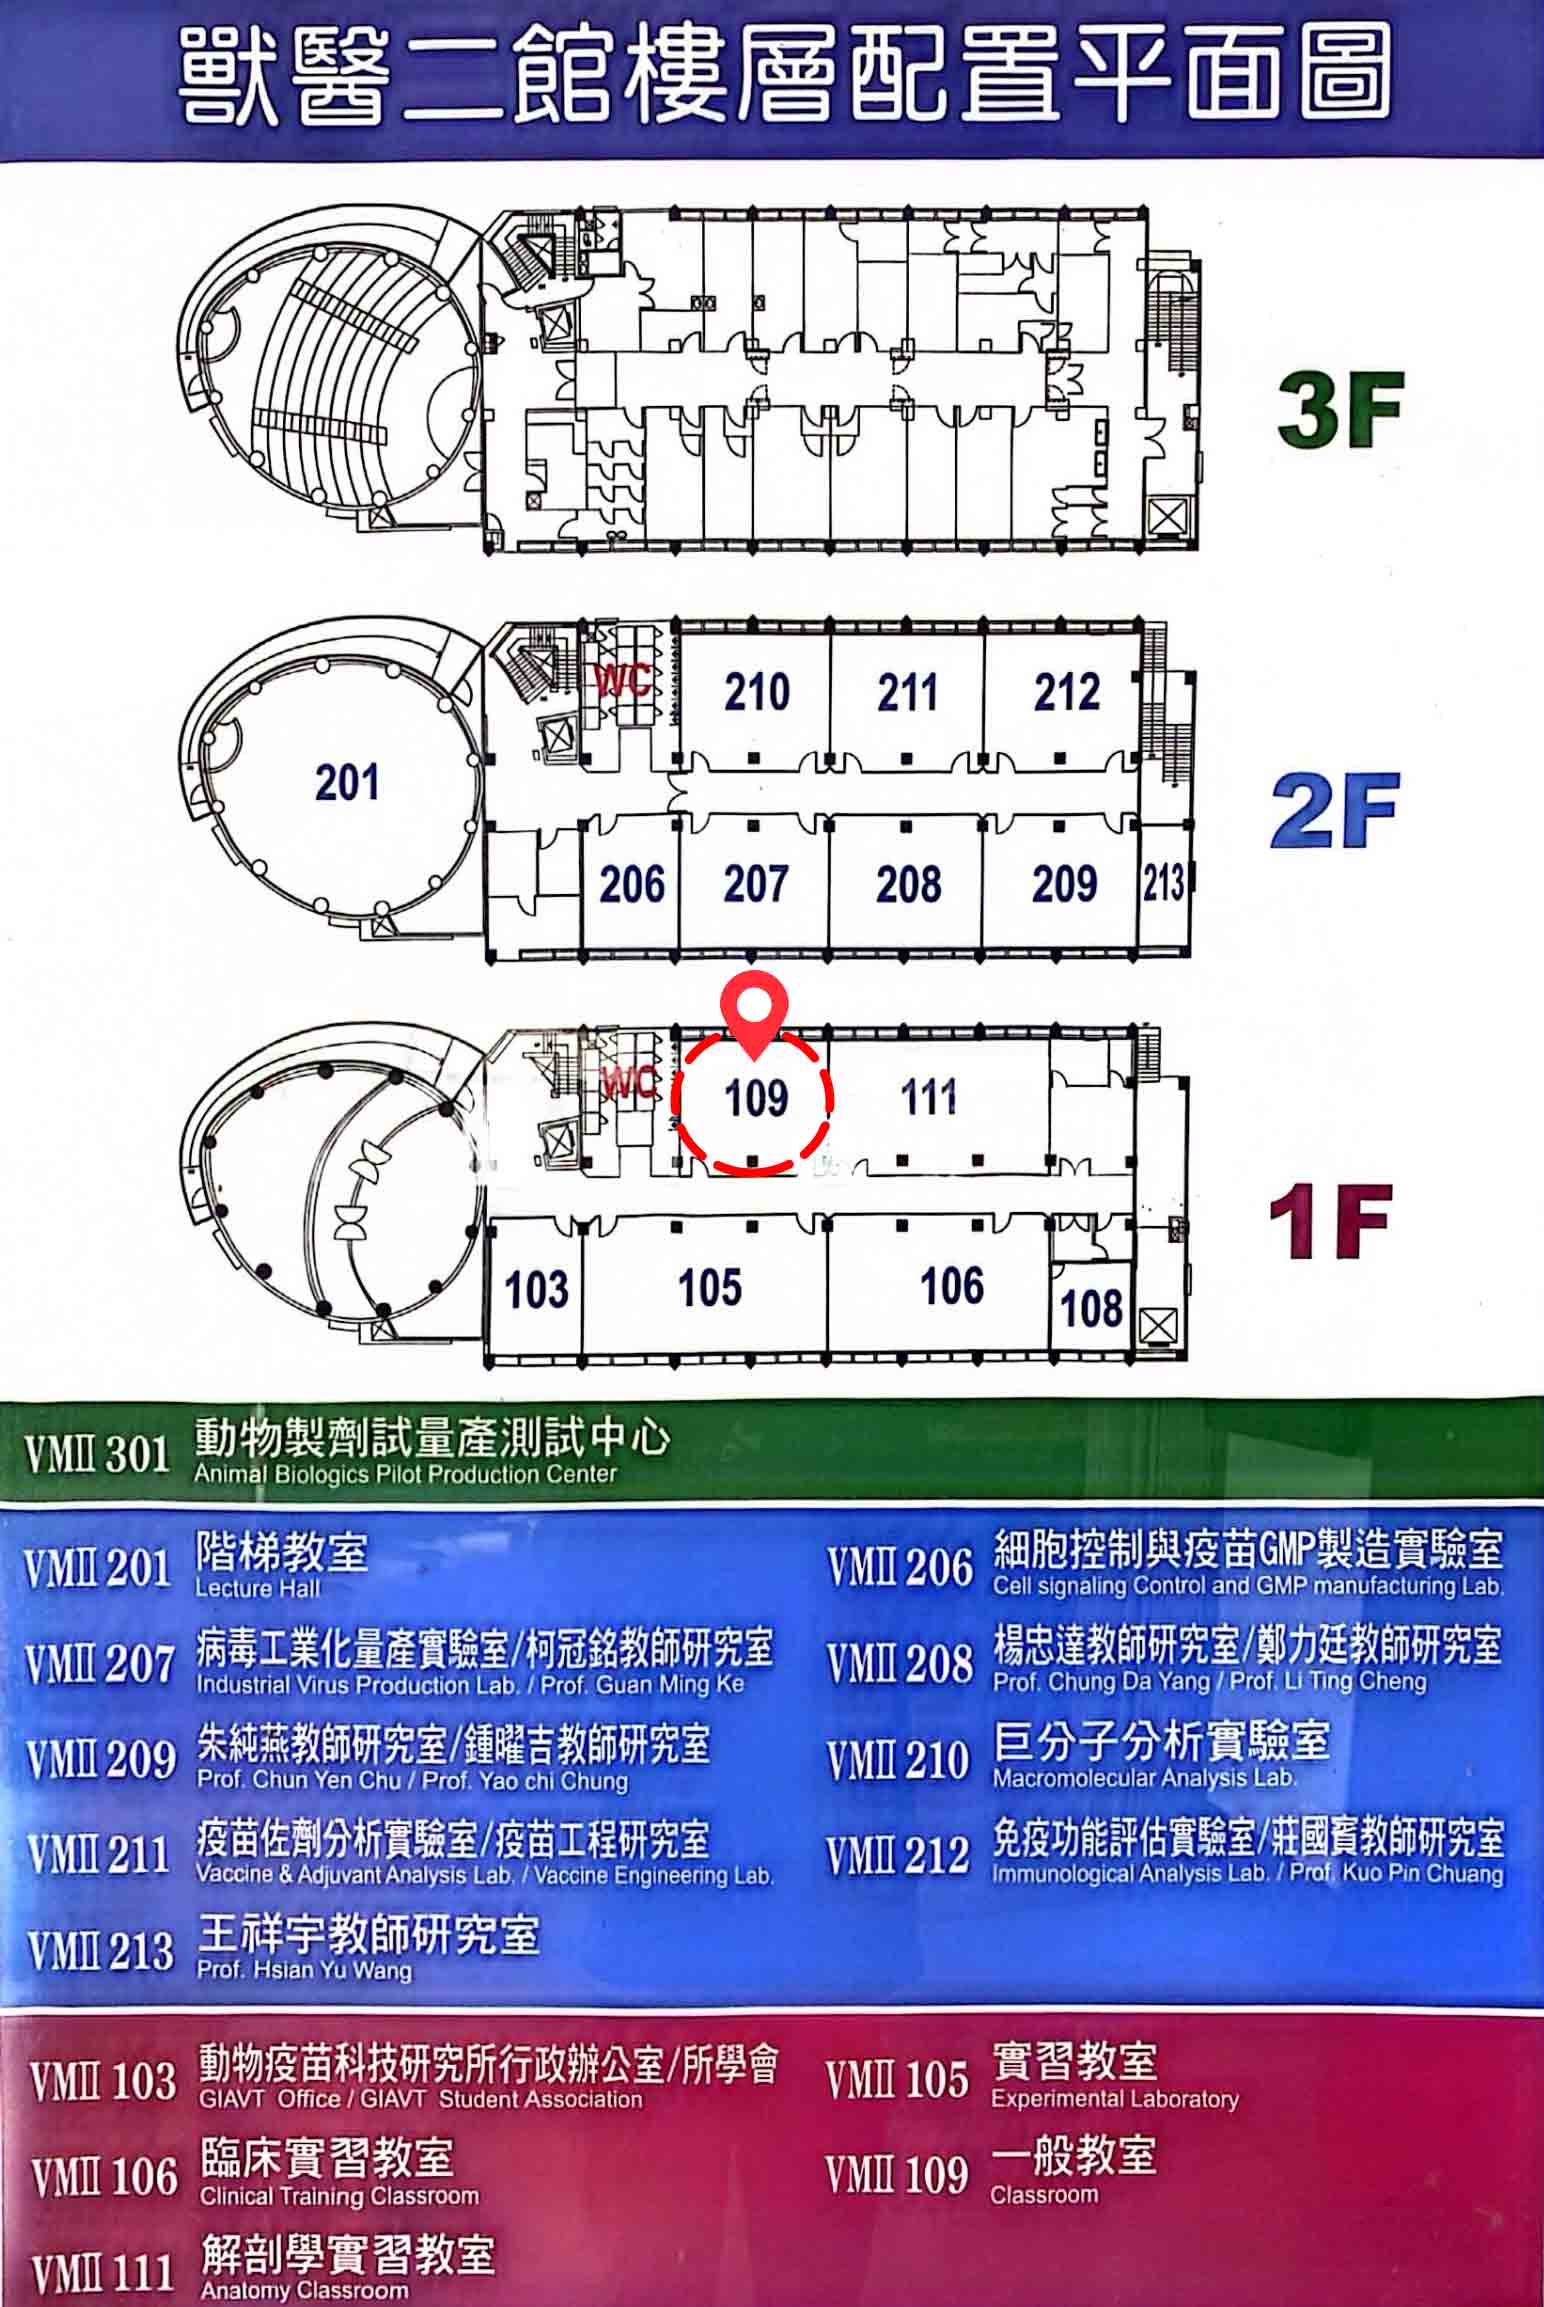 獸醫二館樓層配置平面圖
3F
WC
210
211
212
201
2F
206
207
208
209
213
WC
109
111
1F
103
105
106
108
VMII 301 動物製劑試量產測試中心
Animal Biologics Pilot Production Center
VMII 201 階梯教室
Lecture Hall
VMII 206 細胞控制與疫苗GMP製造實驗室
Cell signaling Control and GMP manufacturing Lab.
VMII 207 病毒工業化量產實驗室/柯冠銘教師研究室
Industrial Virus Production Lab. / Prof. Guan Ming Ke
VMII 208 楊忠達教師研究室/鄭力廷教師研究室
Prof. Chung Da Yang / Prof. Li Ting Cheng
VMII 209 朱純燕教師研究室/鍾曜吉教師研究室
Prof. Chun Yen Chu / Prof. Yao chi Chung
VMII 210 巨分子分析實驗室
Macromolecular Analysis Lab.
VMII 211 疫苗佐劑分析實驗室/疫苗工程研究室
Vaccine & Adjuvant Analysis Lab. / Vaccine Engineering Lab.
VMII 212 免疫功能評估實驗室/莊國賓教師研究室
Immunological Analysis Lab. / Prof. Kuo Pin Chuang
VMII 213 王祥宇教師研究室
Prof. Hsian Yu Wang
VMII 103 動物疫苗科技研究所行政辦公室/所學會
GIAVT Office / GIAVT Student Association
VMII 105 實習教室
Experimental Laboratory
VMII 106 臨床實習教室
Clinical Training Classroom
VMII 109 一般教室
Classroom
VMII 111 解剖學實習教室
Anatomy Classroom